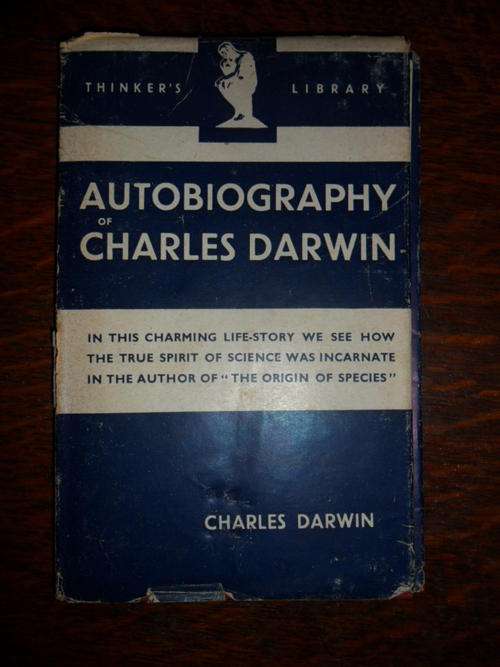 THINKER'S LIBRARY
AUTOBIOGRAPHY
OF
CHARLES DARWIN
IN THIS CHARMING LIFE-STORY WE SEE HOW
THE TRUE SPIRIT OF SCIENCE WAS INCARNATE
IN THE AUTHOR OF "THE ORIGIN OF SPECIES"
CHARLES DARWIN